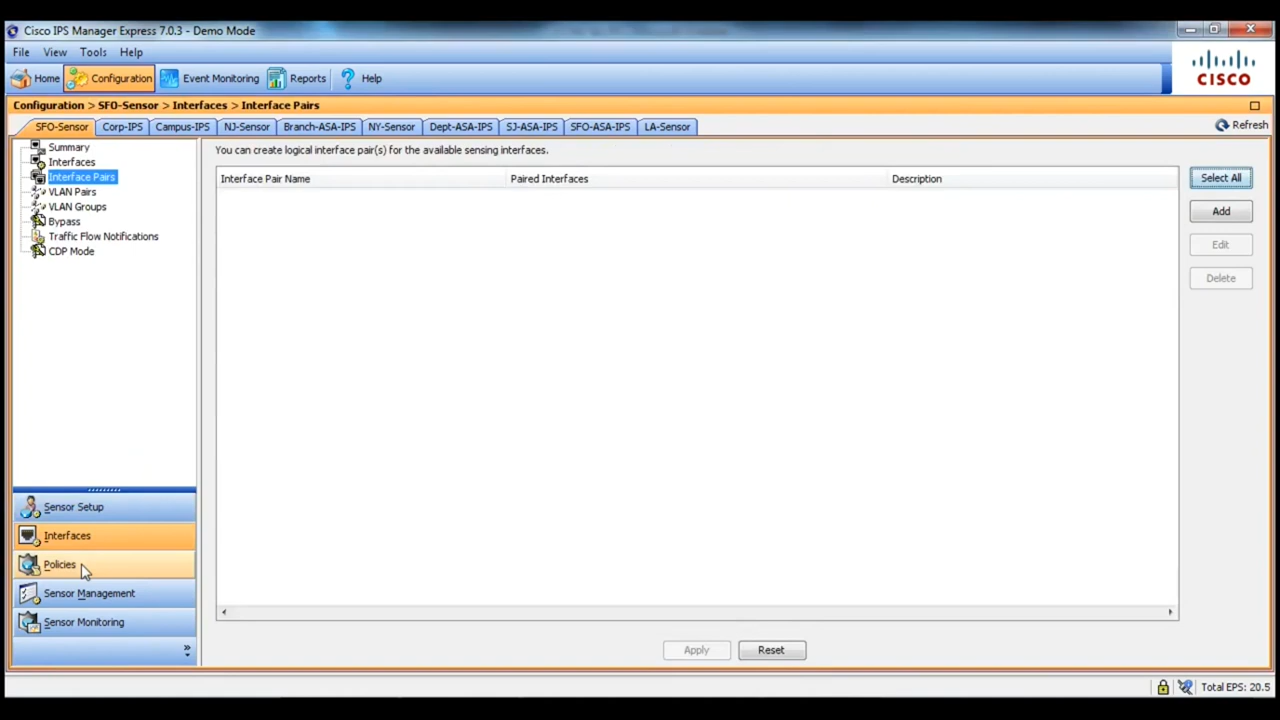 Cisco IPS Manager Express 7.0.3 - Demo Mode
File View Tools Help
CISCO
Home Configuration Event Monitoring Reports Help
Configuration > SFO-Sensor > Interfaces > Interface Pairs
SFO-Sensor Corp-IPS Campus-IPS NJ-Sensor Branch-ASA-IPS NY-Sensor Dept-ASA-IPS SJ-ASA-IPS SFO-ASA-IPS LA-Sensor Refresh
Summary
Interfaces
Interface Pairs
VLAN Pairs
VLAN Groups
Bypass
Traffic Flow Notifications
CDP Mode
You can create logical interface pair(s) for the available sensing interfaces.
Interface Pair Name Paired Interfaces Description
Select All
Add
Edit
Delete
Sensor Setup
Interfaces
Policies
Sensor Management
Sensor Monitoring
Apply Reset
Total EPS: 20.5